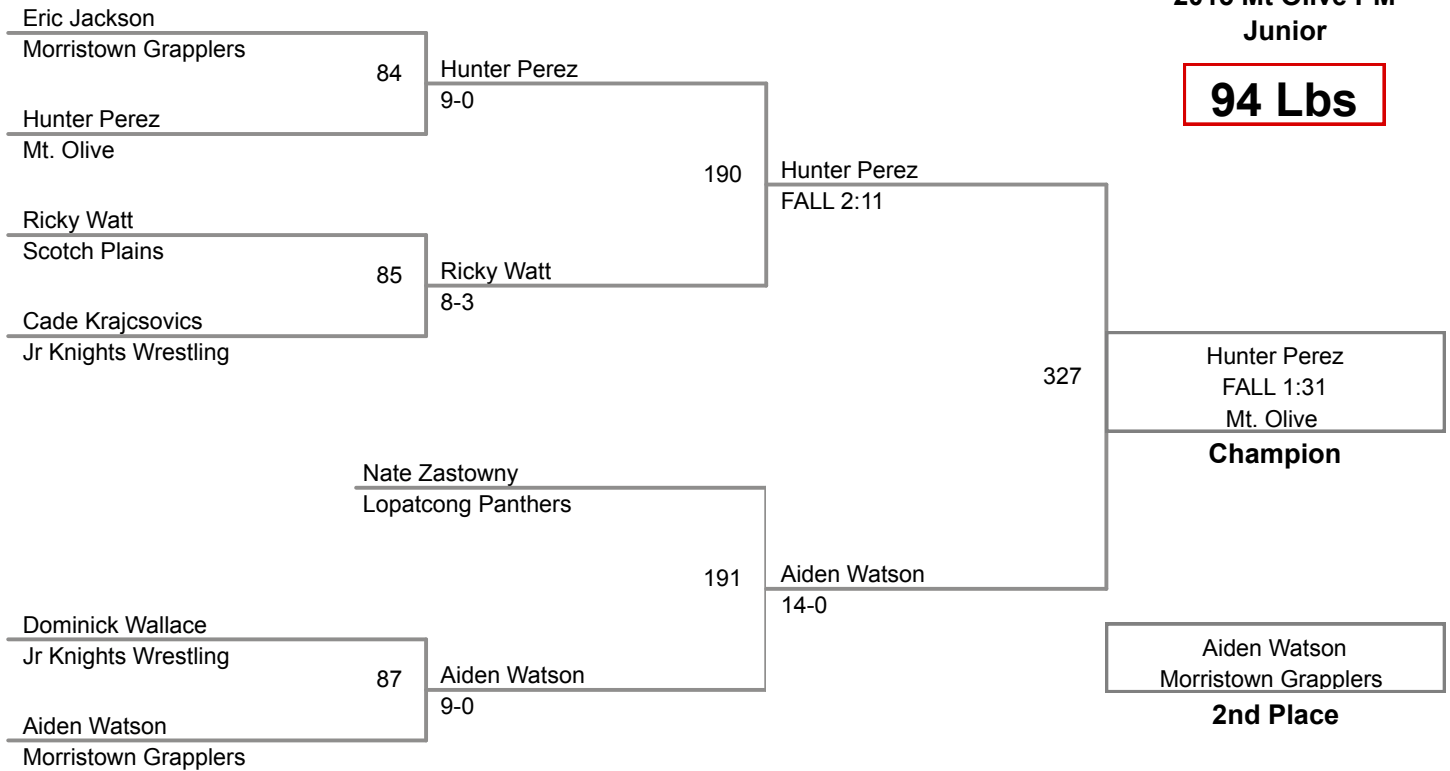 Mt Olive PM
Junior
94 Lbs
Eric Jackson
Morristown Grapplers
84
Hunter Perez
9-0
Hunter Perez
Mt. Olive
190
Hunter Perez
FALL 2:11
Ricky Watt
Scotch Plains
85
Ricky Watt
8-3
Cade Krajcsovics
Jr Knights Wrestling
327
Hunter Perez
FALL 1:31
Mt. Olive
Champion
Nate Zastowny
Lopatcong Panthers
191
Aiden Watson
14-0
Dominick Wallace
Jr Knights Wrestling
87
Aiden Watson
9-0
Aiden Watson
Morristown Grapplers
Aiden Watson
Morristown Grapplers
2nd Place